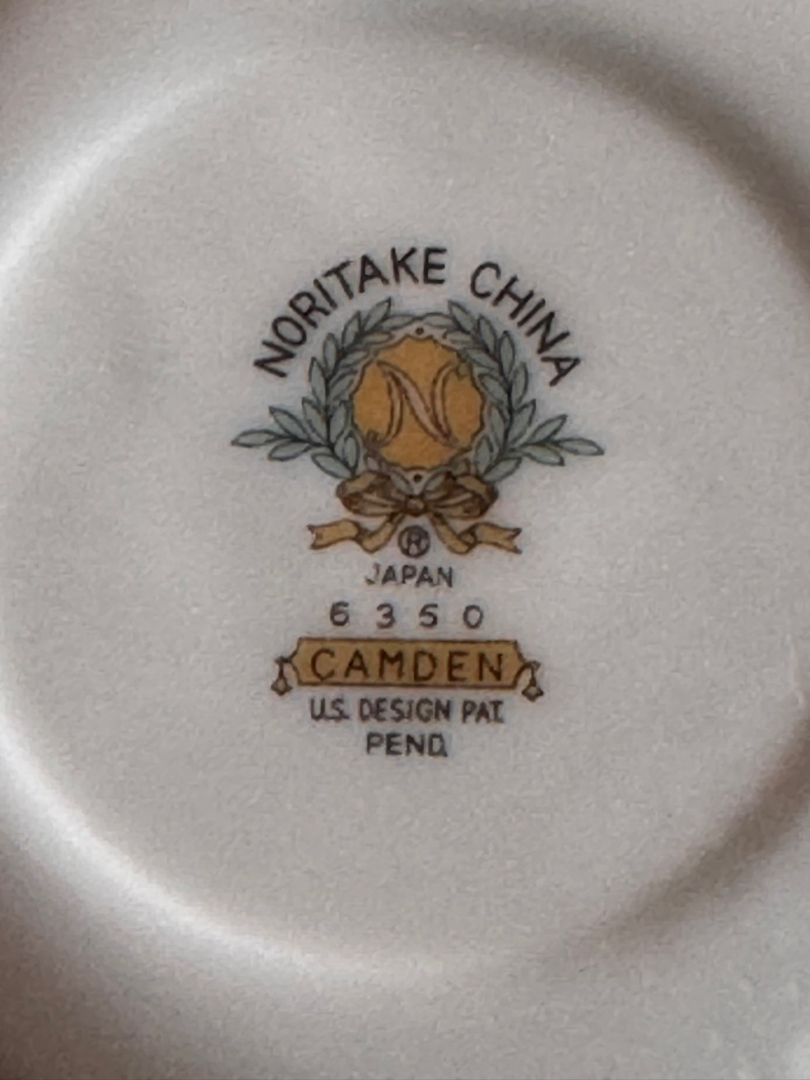 NORITAKE CHINA
N
®
JAPAN
6350
CAMDEN
U.S. DESIGN PAT.
PEND.